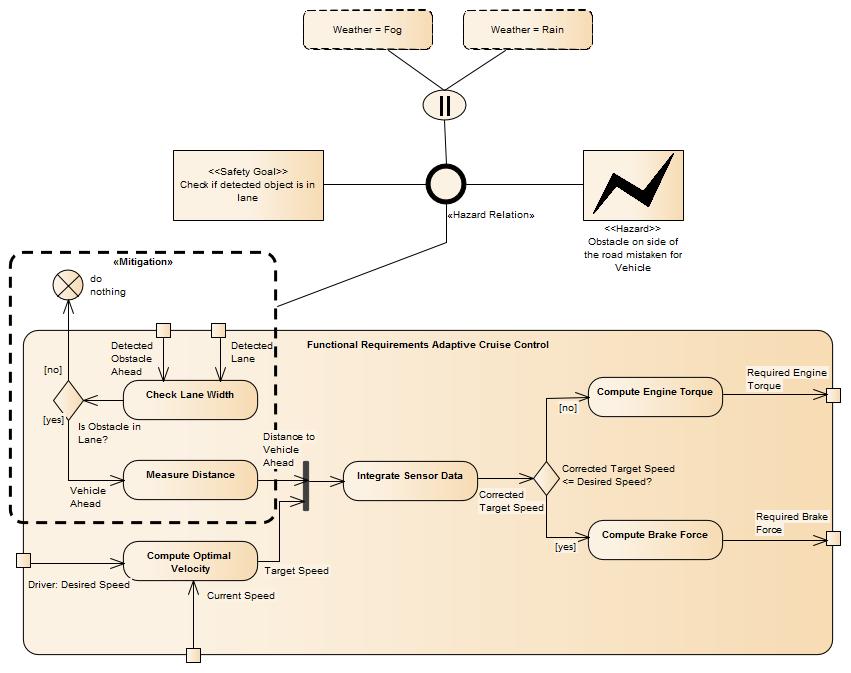 Weather = Fog
Weather = Rain
<<Safety Goal>>
Check if detected object is in
lane
«Hazard Relation»
<<Hazard>>
Obstacle on side of
the road mistaken for
Vehicle
«Mitigation»
do
nothing
Functional Requirements Adaptive Cruise Control
Detected
Obstacle
Ahead
Detected
Lane
[no]
Check Lane Width
[yes]
Is Obstacle in
Lane?
Distance to
Vehicle
Ahead
Measure Distance
Vehicle
Ahead
Integrate Sensor Data
Corrected
Target Speed
Corrected Target Speed
<= Desired Speed?
Compute Engine Torque
[no]
Required Engine
Torque
Compute Brake Force
[yes]
Required Brake
Force
Compute Optimal
Velocity
Driver: Desired Speed
Target Speed
Current Speed